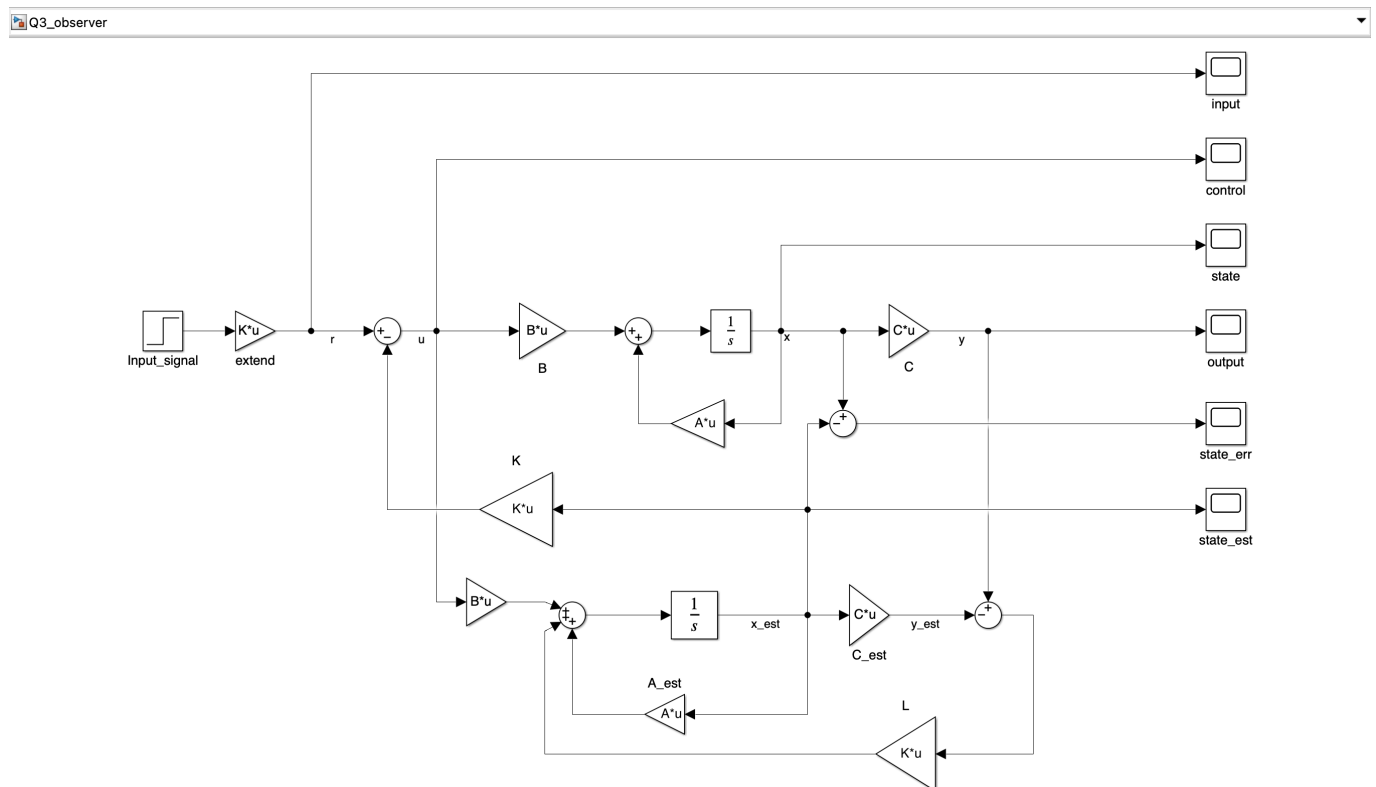 Q3_observer
input
control
state
Input_signal
K*u
extend
r
+
−
u
B*u
B
+
+
1
s
x
C*u
C
y
output
A*u
−
+
state_err
K
K*u
state_est
B*u
+
+
+
1
s
x_est
C*u
C_est
y_est
−
+
A_est
A*u
L
K*u